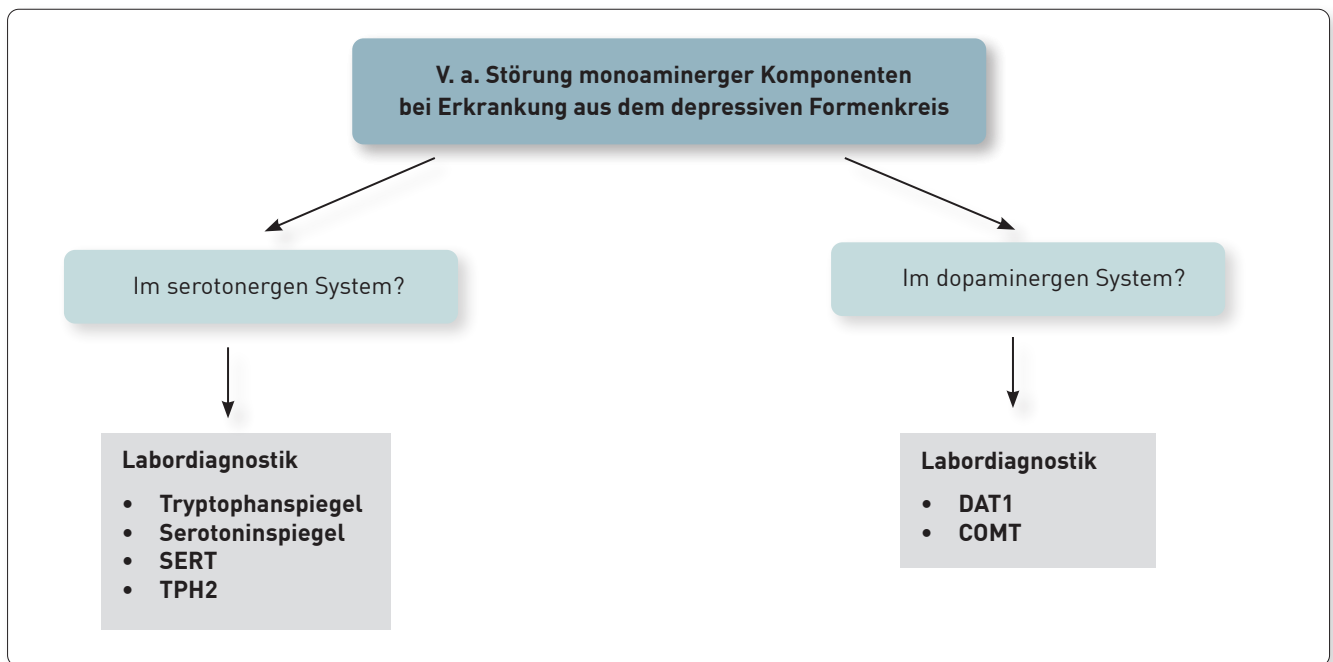 V. a. Störung monoaminerger Komponenten
bei Erkrankung aus dem depressiven Formenkreis
Im serotonergen System?
Im dopaminergen System?
Labordiagnostik
• Tryptophanspiegel
• Serotoninspiegel
• SERT
• TPH2
Labordiagnostik
• DAT1
• COMT